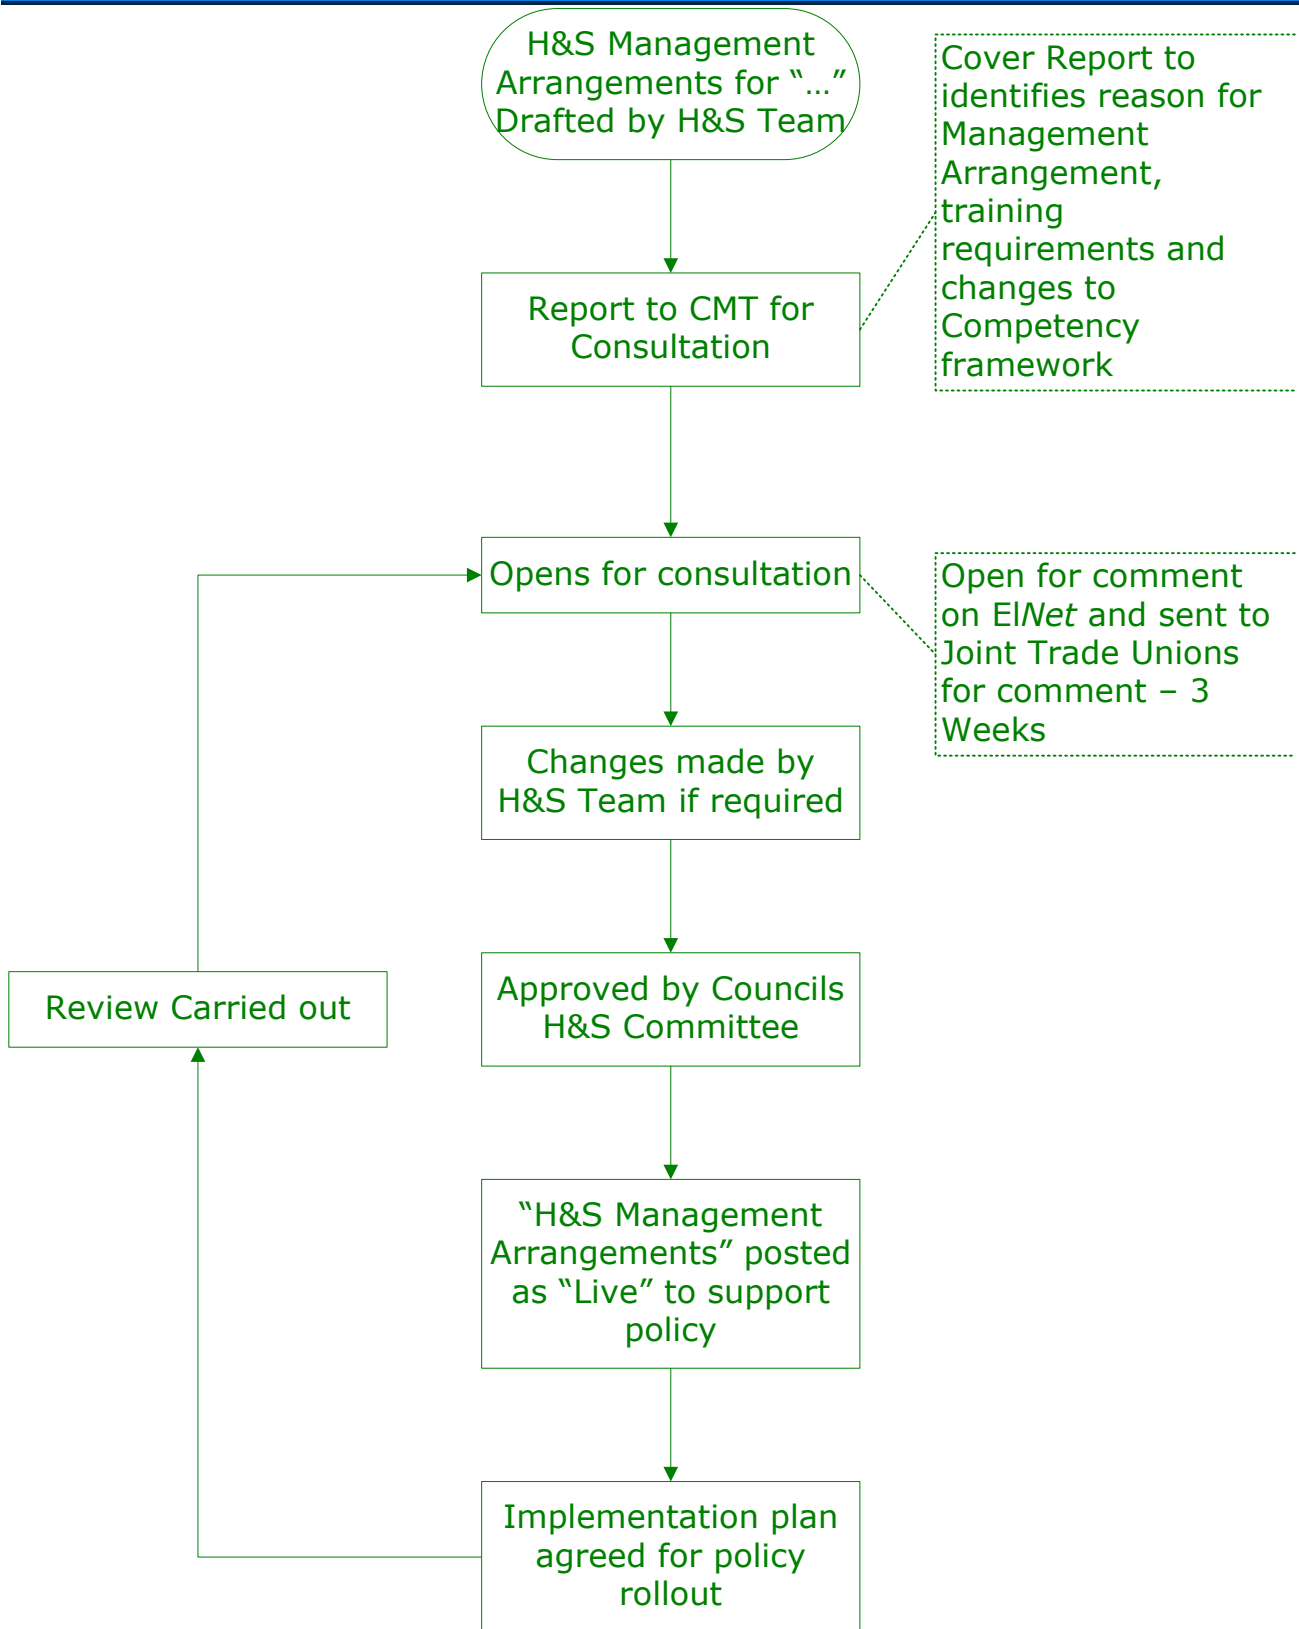 H&S Management
Arrangements for “…”
Drafted by H&S Team
Cover Report to
identifies reason for
Management
Arrangement,
training
requirements and
changes to
Competency
framework
Report to CMT for
Consultation
Opens for consultation
Open for comment
on ElNet and sent to
Joint Trade Unions
for comment – 3
Weeks
Changes made by
H&S Team if required
Approved by Councils
H&S Committee
Review Carried out
“H&S Management
Arrangements” posted
as “Live” to support
policy
Implementation plan
agreed for policy
rollout